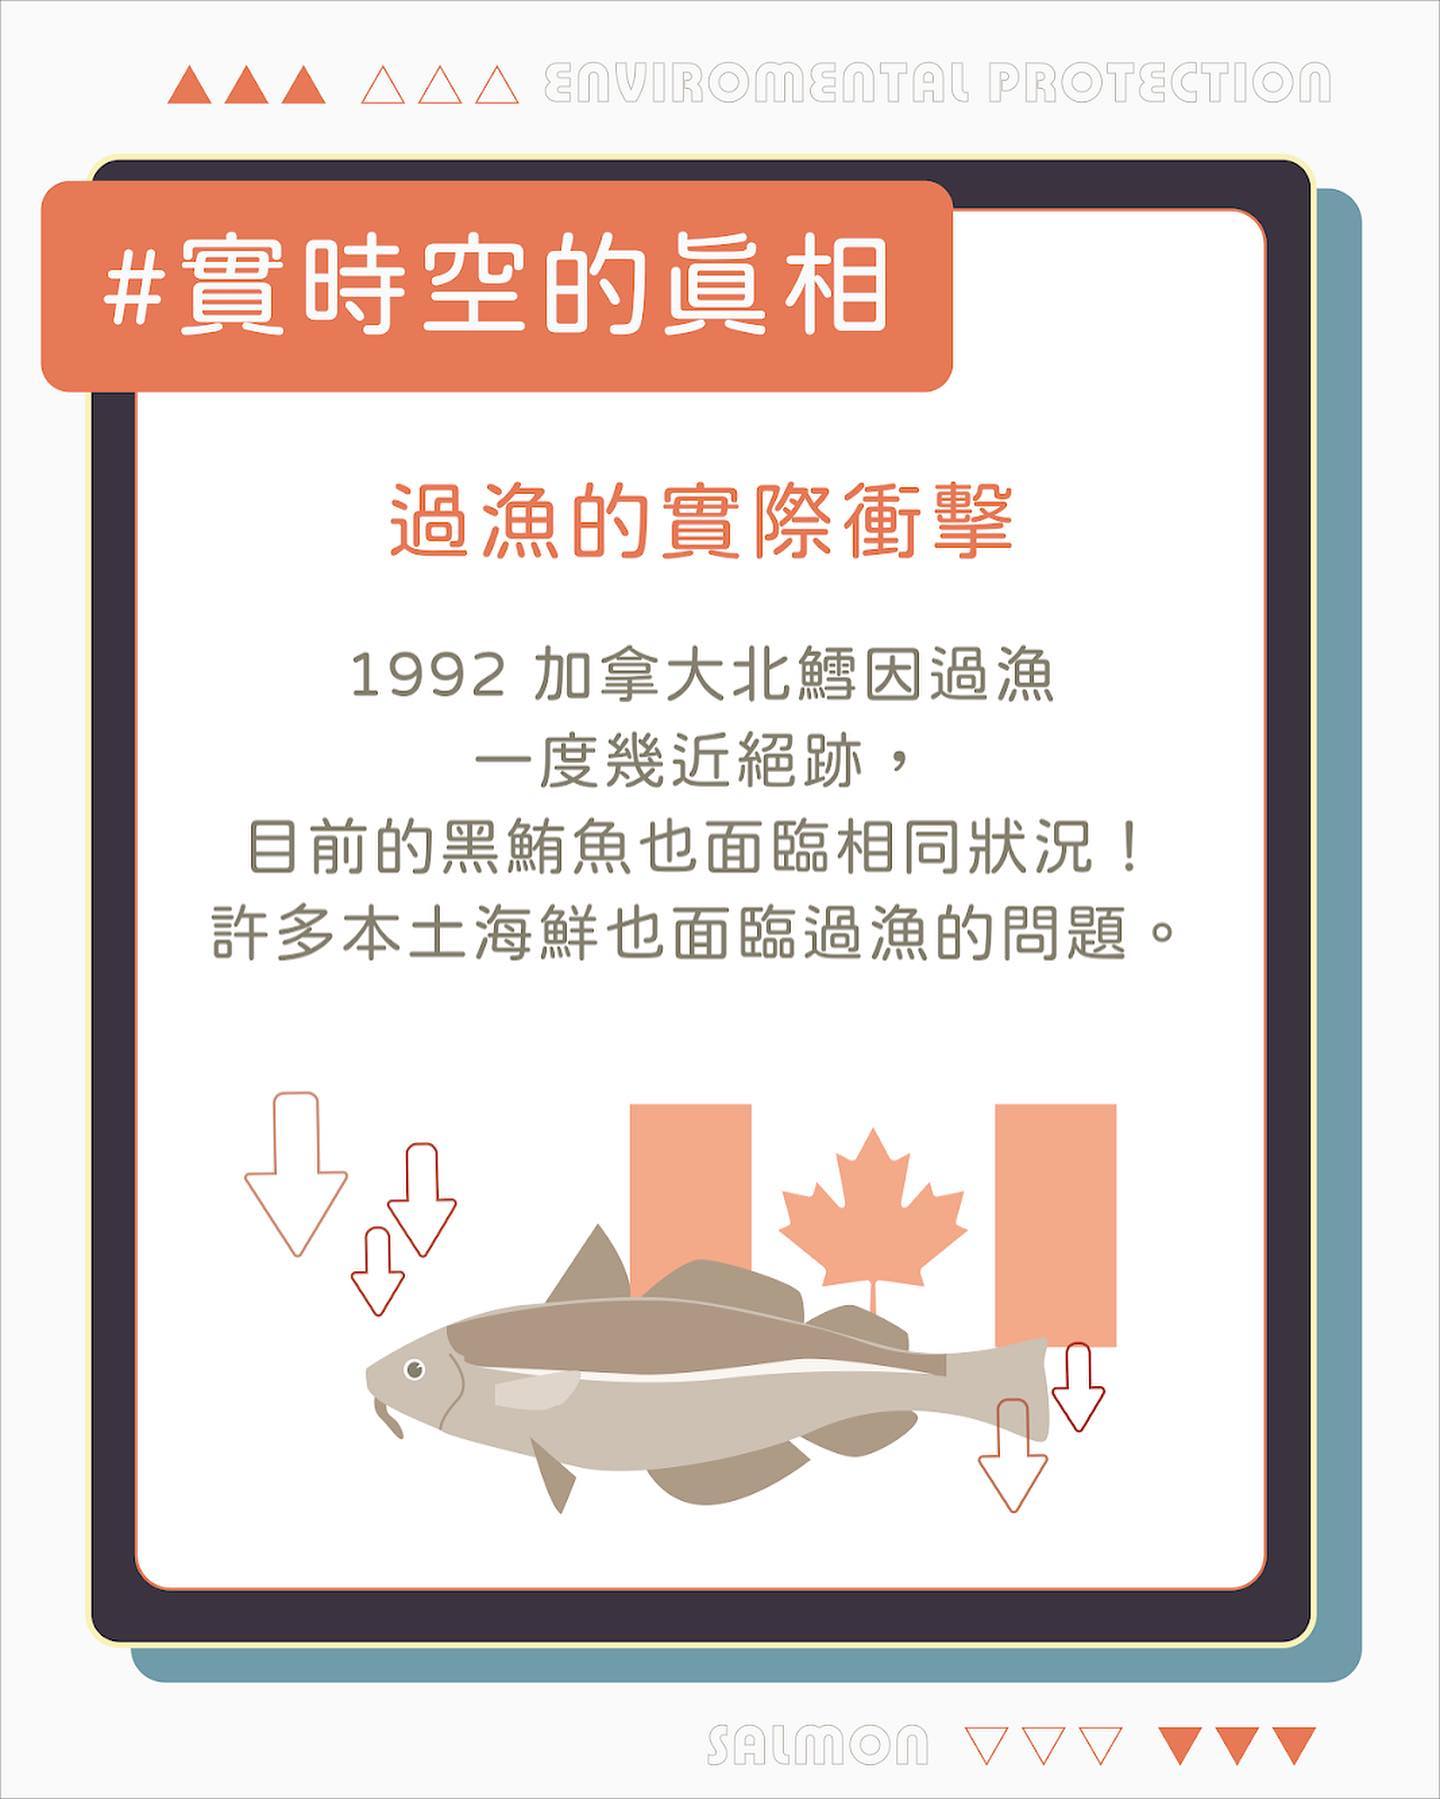 ENVIROMENTAL PROTECTION
#實時空的真相
過漁的實際衝擊
1992 加拿大北鱈因過漁
一度幾近絕跡，
目前的黑鮪魚也面臨相同狀況！
許多本土海鮮也面臨過漁的問題。
SALMON